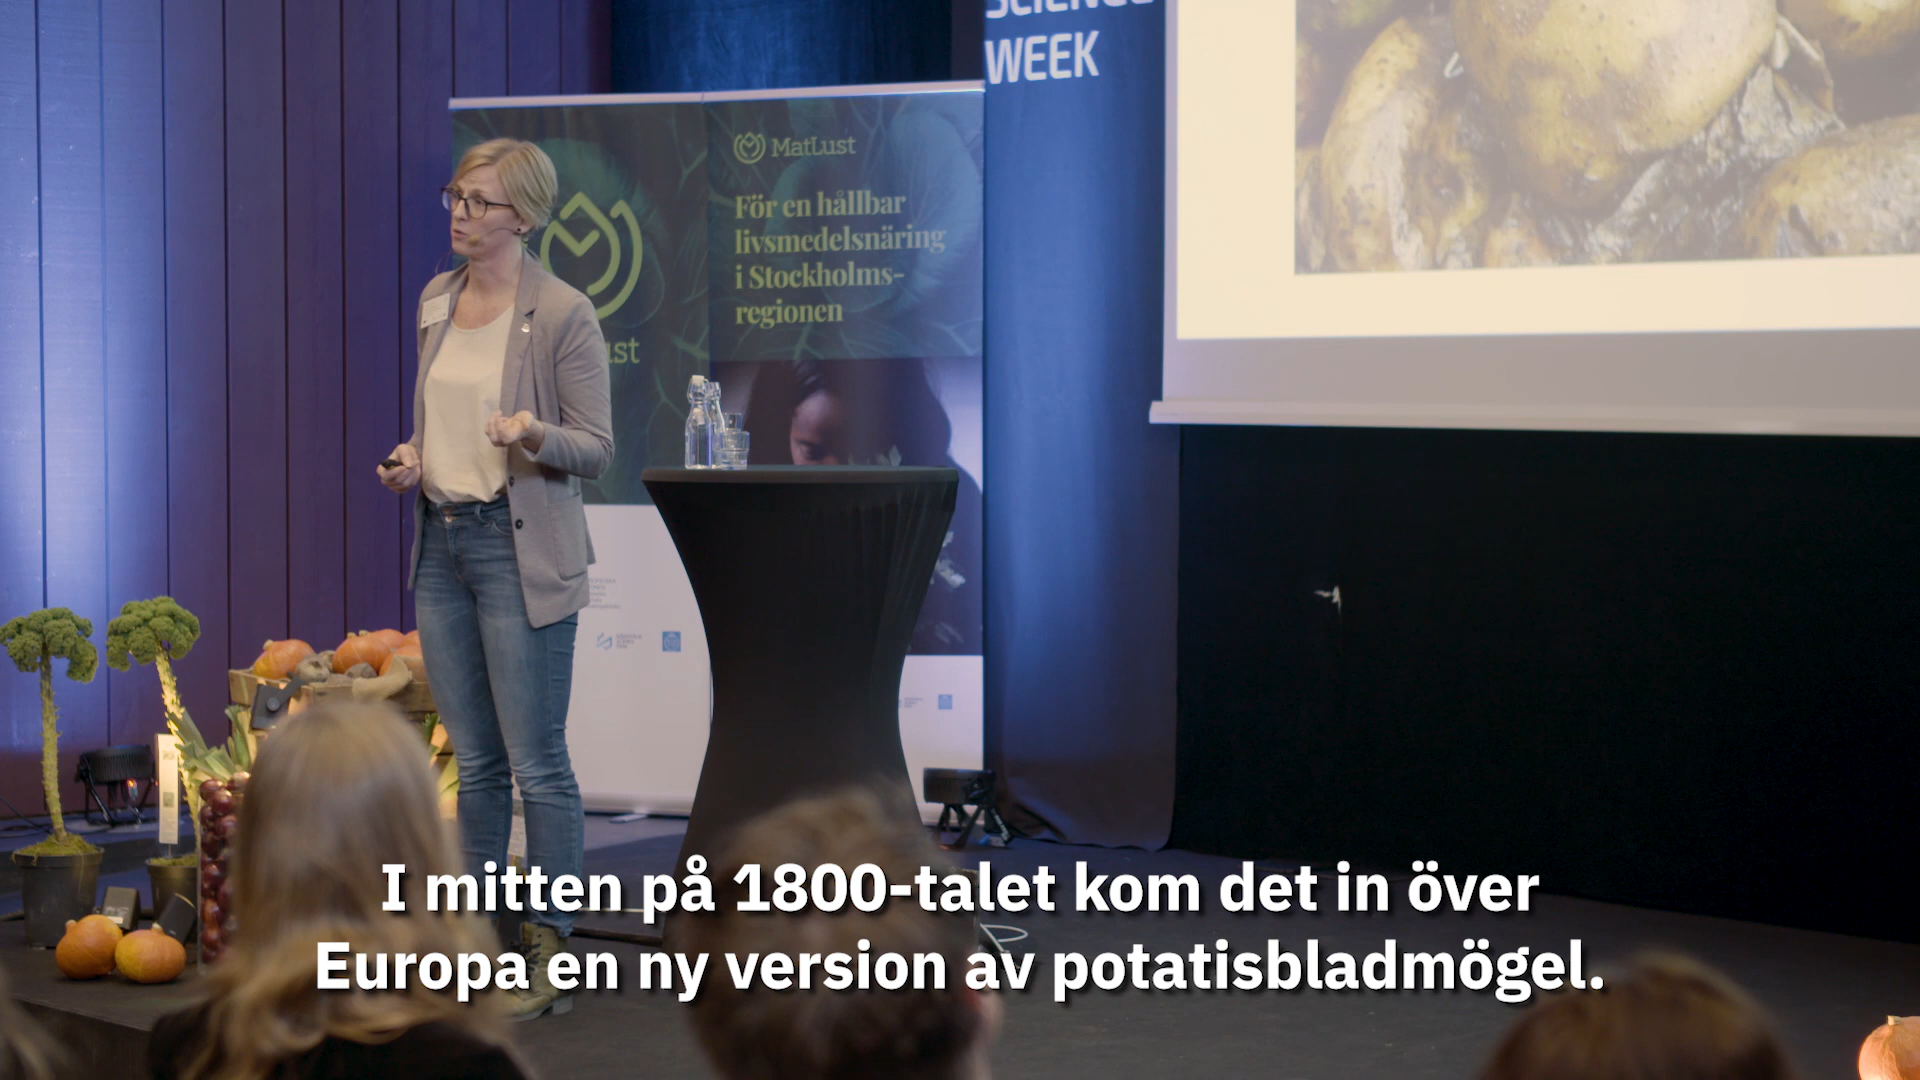 SCIENCE
WEEK
MatLust
För en hållbar
livsmedelsnäring
i Stockholms-
regionen
I mitten på 1800-talet kom det in över
Europa en ny version av potatisbladmögel.